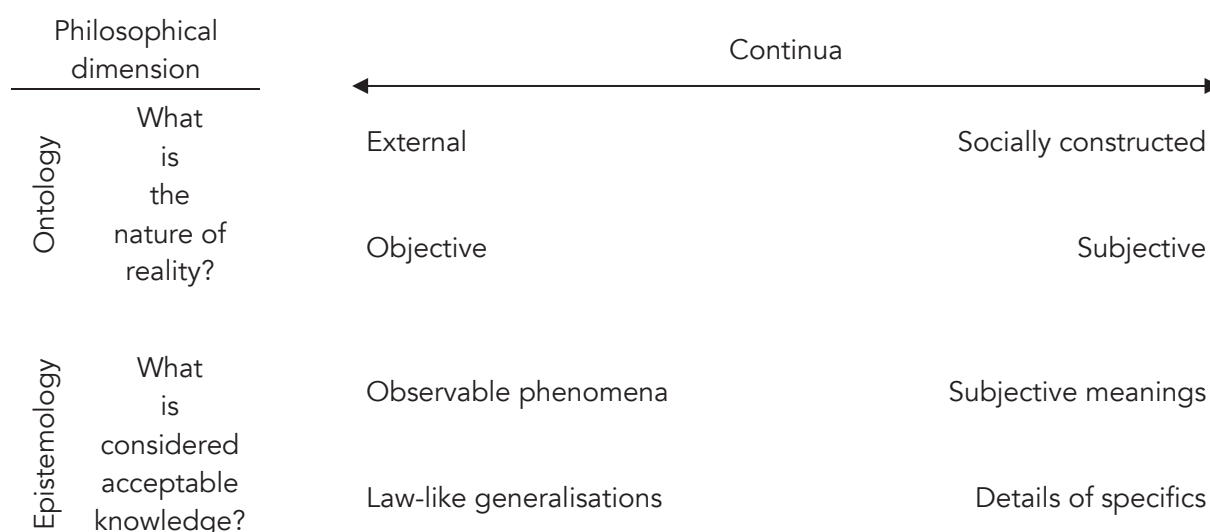 Philosophical
dimension
Continua
Ontology
What
is
the
nature of
reality?
External
Socially constructed
Objective
Subjective
Epistemology
What
is
considered
acceptable
knowledge?
Observable phenomena
Subjective meanings
Law-like generalisations
Details of specifics